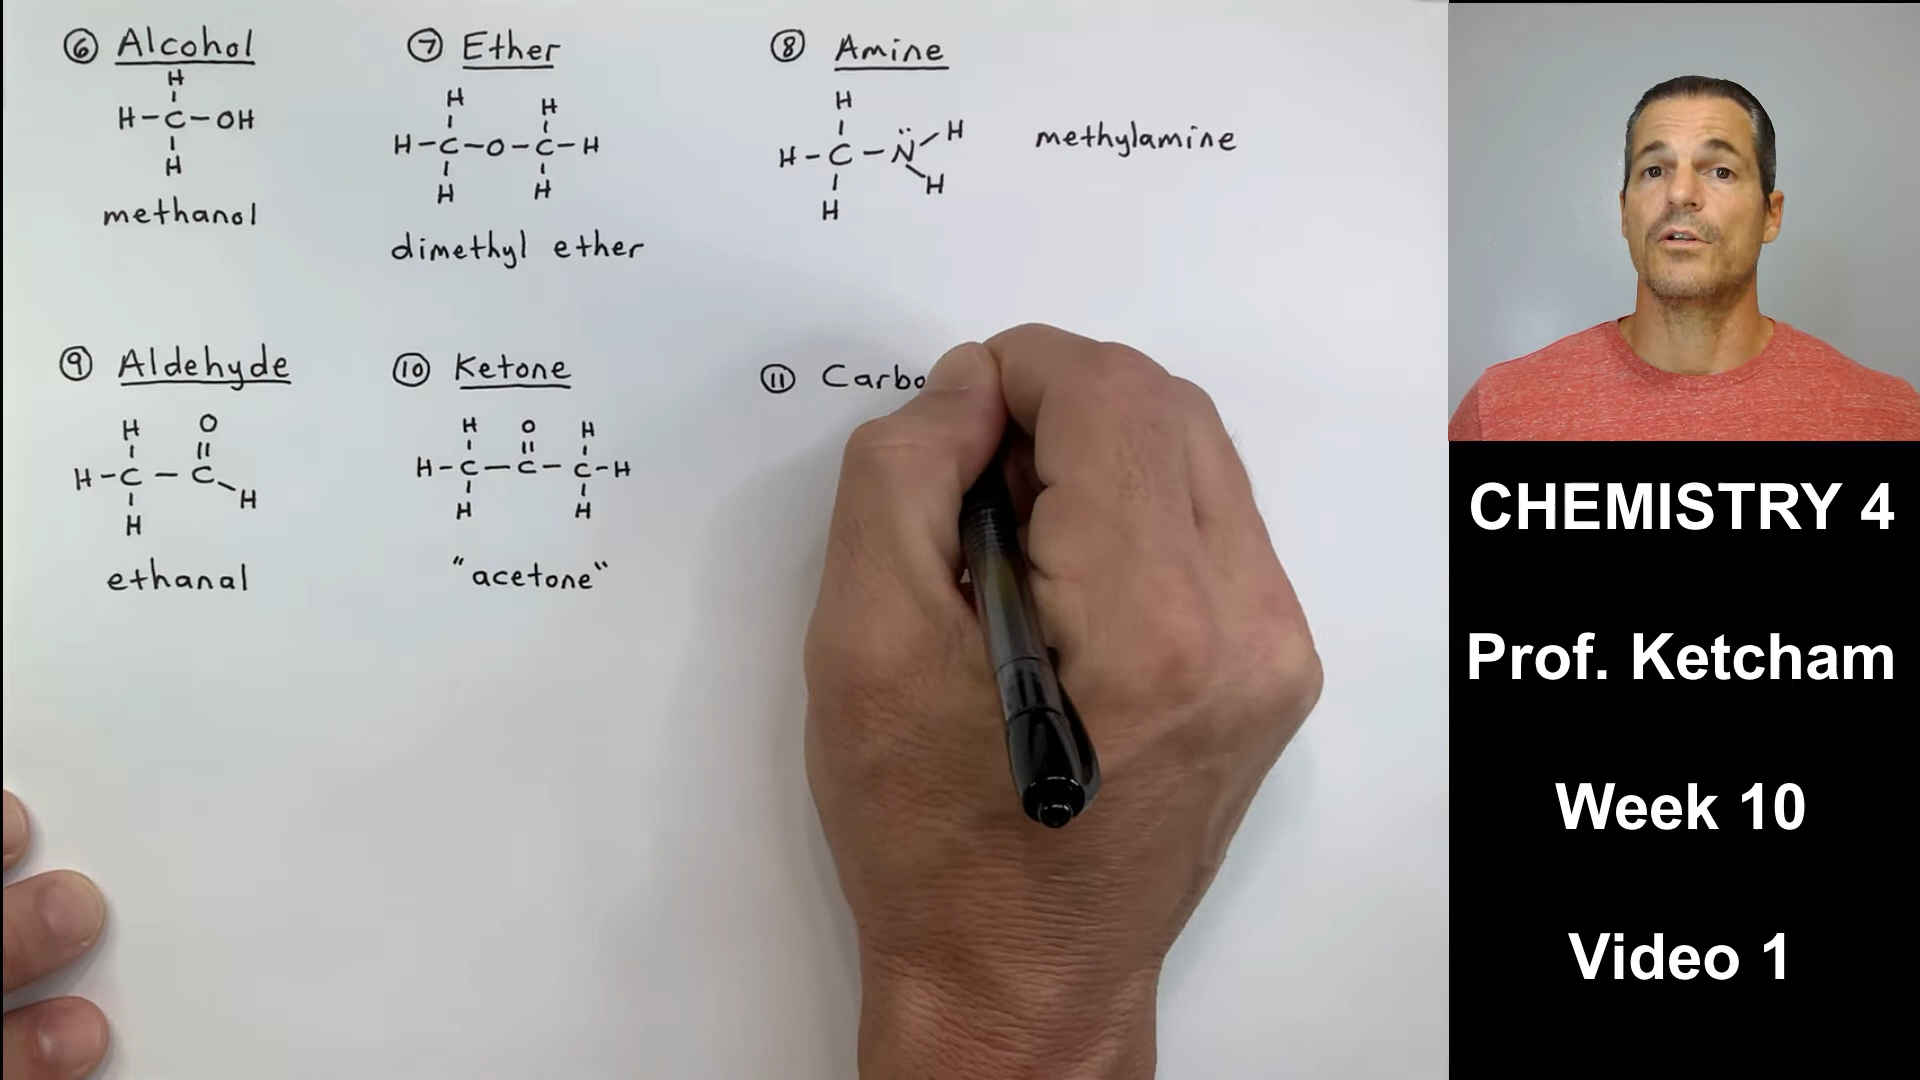 ⑥ Alcohol
H
H-C-OH
H
methanol
⑦ Ether
H H
H-C-O-C-H
H H
dimethyl ether
⑧ Amine
H
H-C-N̈-H
H
H
methylamine
⑨ Aldehyde
H O
H-C-C-H
H
ethanal
⑩ Ketone
H O H
H-C-C-C-H
H H
"acetone"
⑪ Carbo
CHEMISTRY 4
Prof. Ketcham
Week 10
Video 1